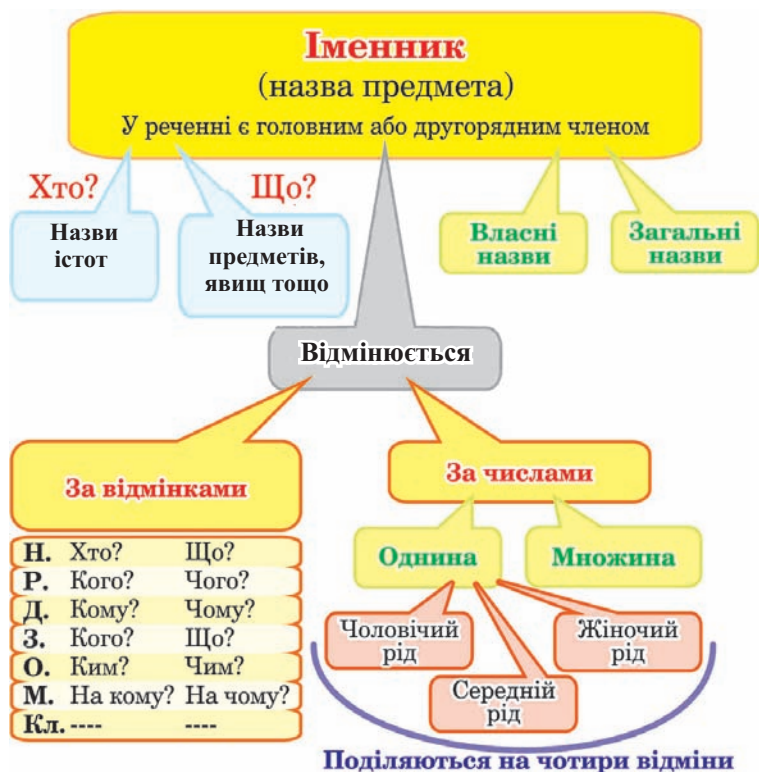 Іменник
(назва предмета)
У реченні є головним або другорядним членом
Хто?
Що?
Назви
істот
Назви
предметів,
явищ тощо
Власні
назви
Загальні
назви
Відмінюється
За відмінками
Н. Хто? Що?
Р. Кого? Чого?
Д. Кому? Чому?
З. Кого? Що?
О. Ким? Чим?
М. На кому? На чому?
Кл. ---- ----
За числами
Однина
Множина
Чоловічий
рід
Середній
рід
Жіночий
рід
Поділяються на чотири відміни